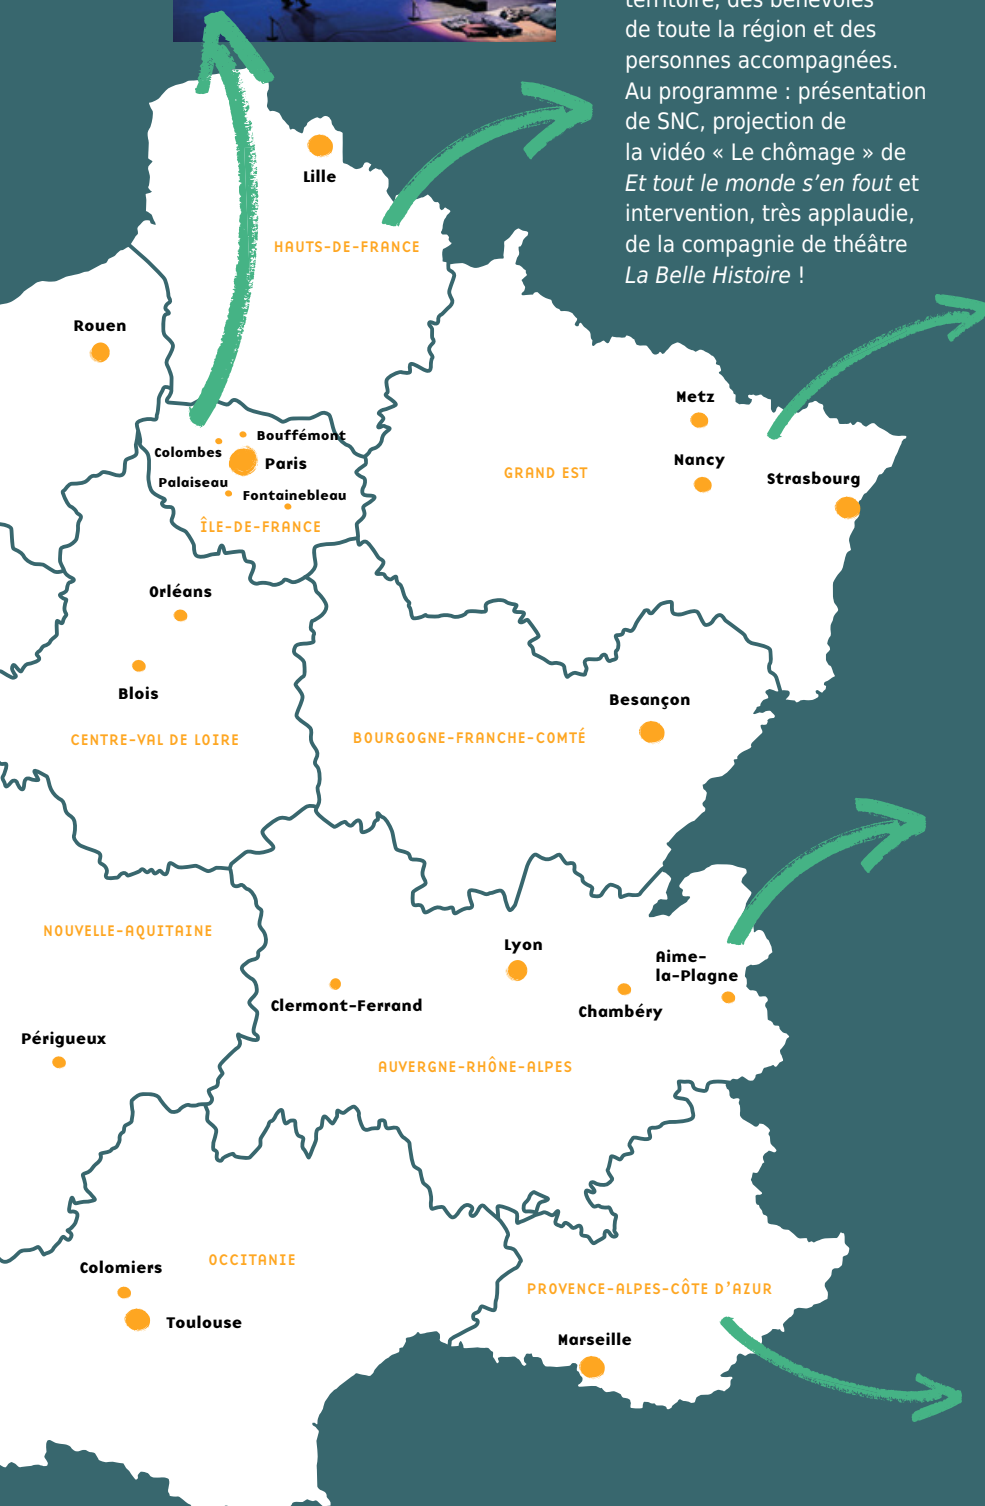 territoire, des bénévoles
de toute la région et des
personnes accompagnées.
Au programme : présentation
de SNC, projection de
la vidéo « Le chômage » de
Et tout le monde s’en fout et
intervention, très applaudie,
de la compagnie de théâtre
La Belle Histoire !
Lille
HAUTS-DE-FRANCE
Rouen
Metz
Bouffémont
Colombes
Paris
Nancy
GRAND EST
Strasbourg
Palaiseau
Fontainebleau
ÎLE-DE-FRANCE
Orléans
Blois
Besançon
CENTRE-VAL DE LOIRE
BOURGOGNE-FRANCHE-COMTÉ
NOUVELLE-AQUITAINE
Lyon
Aime-
la-Plagne
Clermont-Ferrand
Chambéry
Périgueux
AUVERGNE-RHÔNE-ALPES
OCCITANIE
Colomiers
PROVENCE-ALPES-CÔTE D’AZUR
Toulouse
Marseille